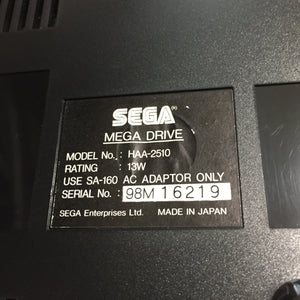 SEGA®
MEGA DRIVE
MODEL No. : HAA-2510
RATING : 13W
USE SA-160 AC ADAPTOR ONLY
SERIAL No. : 98M 16219
SEGA Enterprises Ltd. MADE IN JAPAN